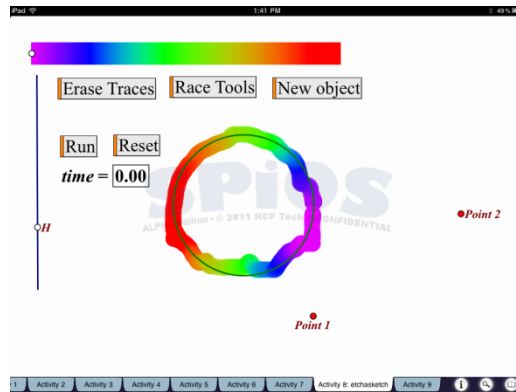 iPad 1:41 PM 49%
Erase Traces Race Tools New object
Run Reset
time = 0.00
SPiOS
ALPHA Edition • © 2011 KCP Tech CONFIDENTIAL
Point 2
H
Point 1
1 Activity 2 Activity 3 Activity 4 Activity 5 Activity 6 Activity 7 Activity 8: etchasketch Activity 9